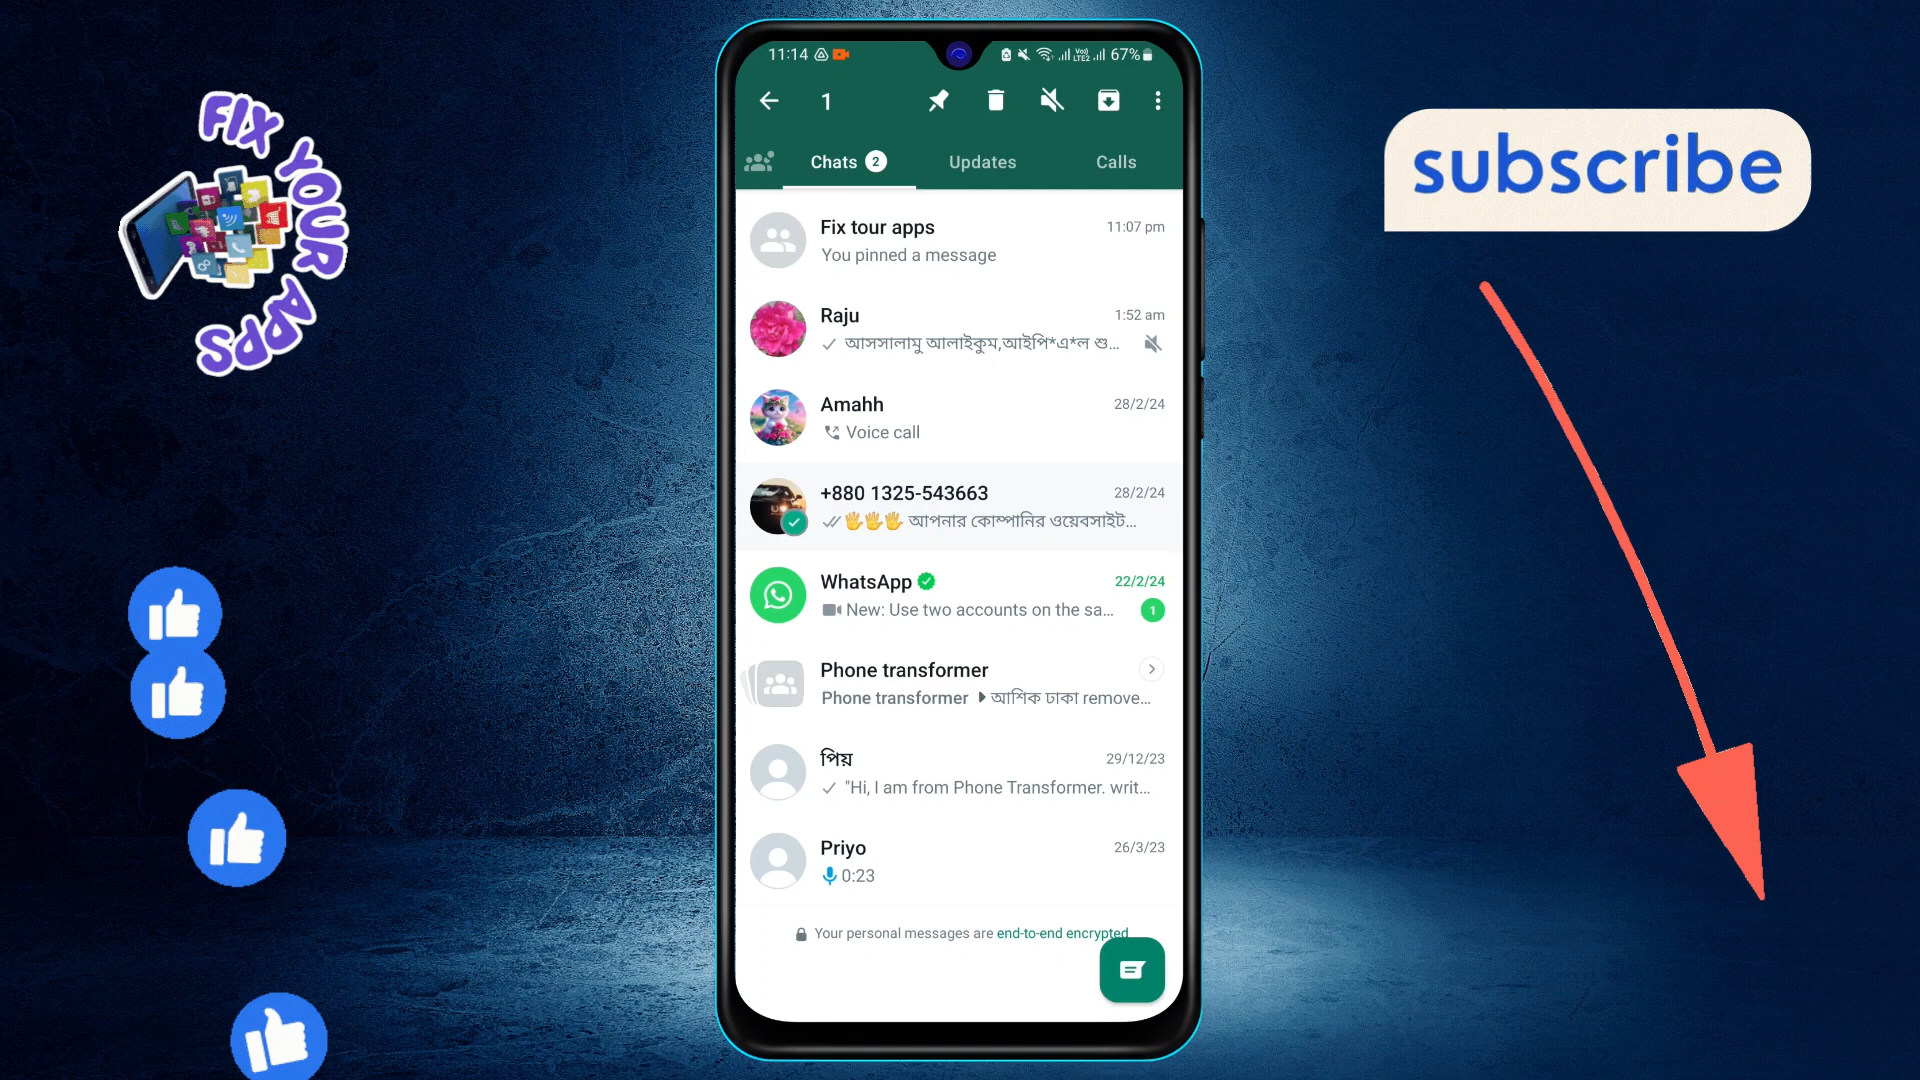 FIX YOUR APPS
subscribe
11:14
Vo))
LTE2
67%
1
Chats 2
Updates
Calls
Fix tour apps
11:07 pm
You pinned a message
Raju
1:52 am
আসসালামু আলাইকুম,আইপি*এ*ল শু...
Amahh
28/2/24
Voice call
+880 1325-543663
28/2/24
🖐🖐🖐 আপনার কোম্পানির ওয়েবসাইট...
WhatsApp
22/2/24
New: Use two accounts on the sa...
1
Phone transformer
Phone transformer ▸ আশিক ঢাকা remove...
পিয়
29/12/23
"Hi, I am from Phone Transformer. writ...
Priyo
26/3/23
0:23
Your personal messages are end-to-end encrypted